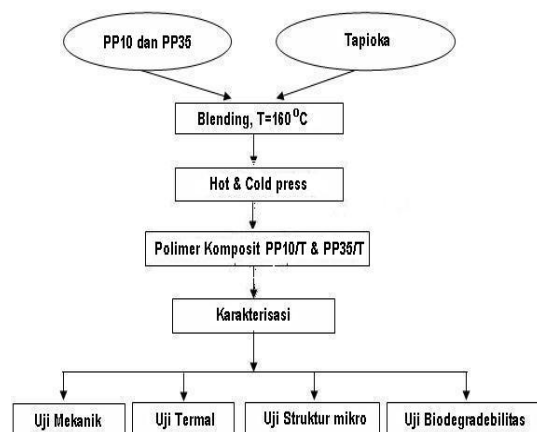 PP10 dan PP35
Tapioka
Blending, T=160 ⁰C
Hot & Cold press
Polimer Komposit PP10/T & PP35/T
Karakterisasi
Uji Mekanik
Uji Termal
Uji Struktur mikro
Uji Biodegradebilitas